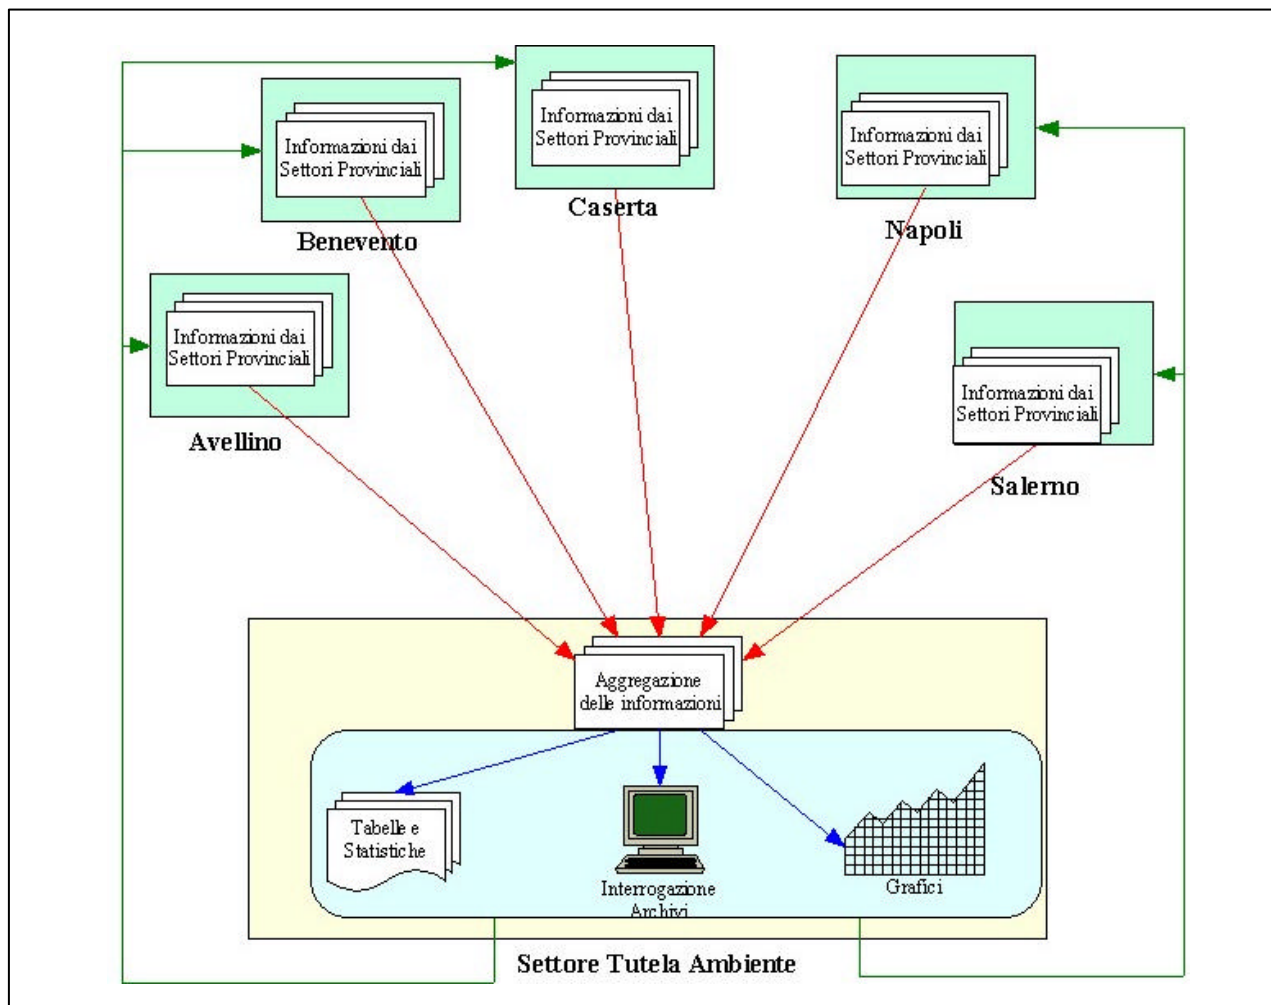 Informazioni dai
Settori Provinciali
Caserta
Informazioni dai
Settori Provinciali
Napoli
Informazioni dai
Settori Provinciali
Benevento
Informazioni dai
Settori Provinciali
Avellino
Informazioni dai
Settori Provinciali
Salerno
Aggregazione
delle informazioni
Tabelle e
Statistiche
Interrogazione
Archivi
Grafici
Settore Tutela Ambiente